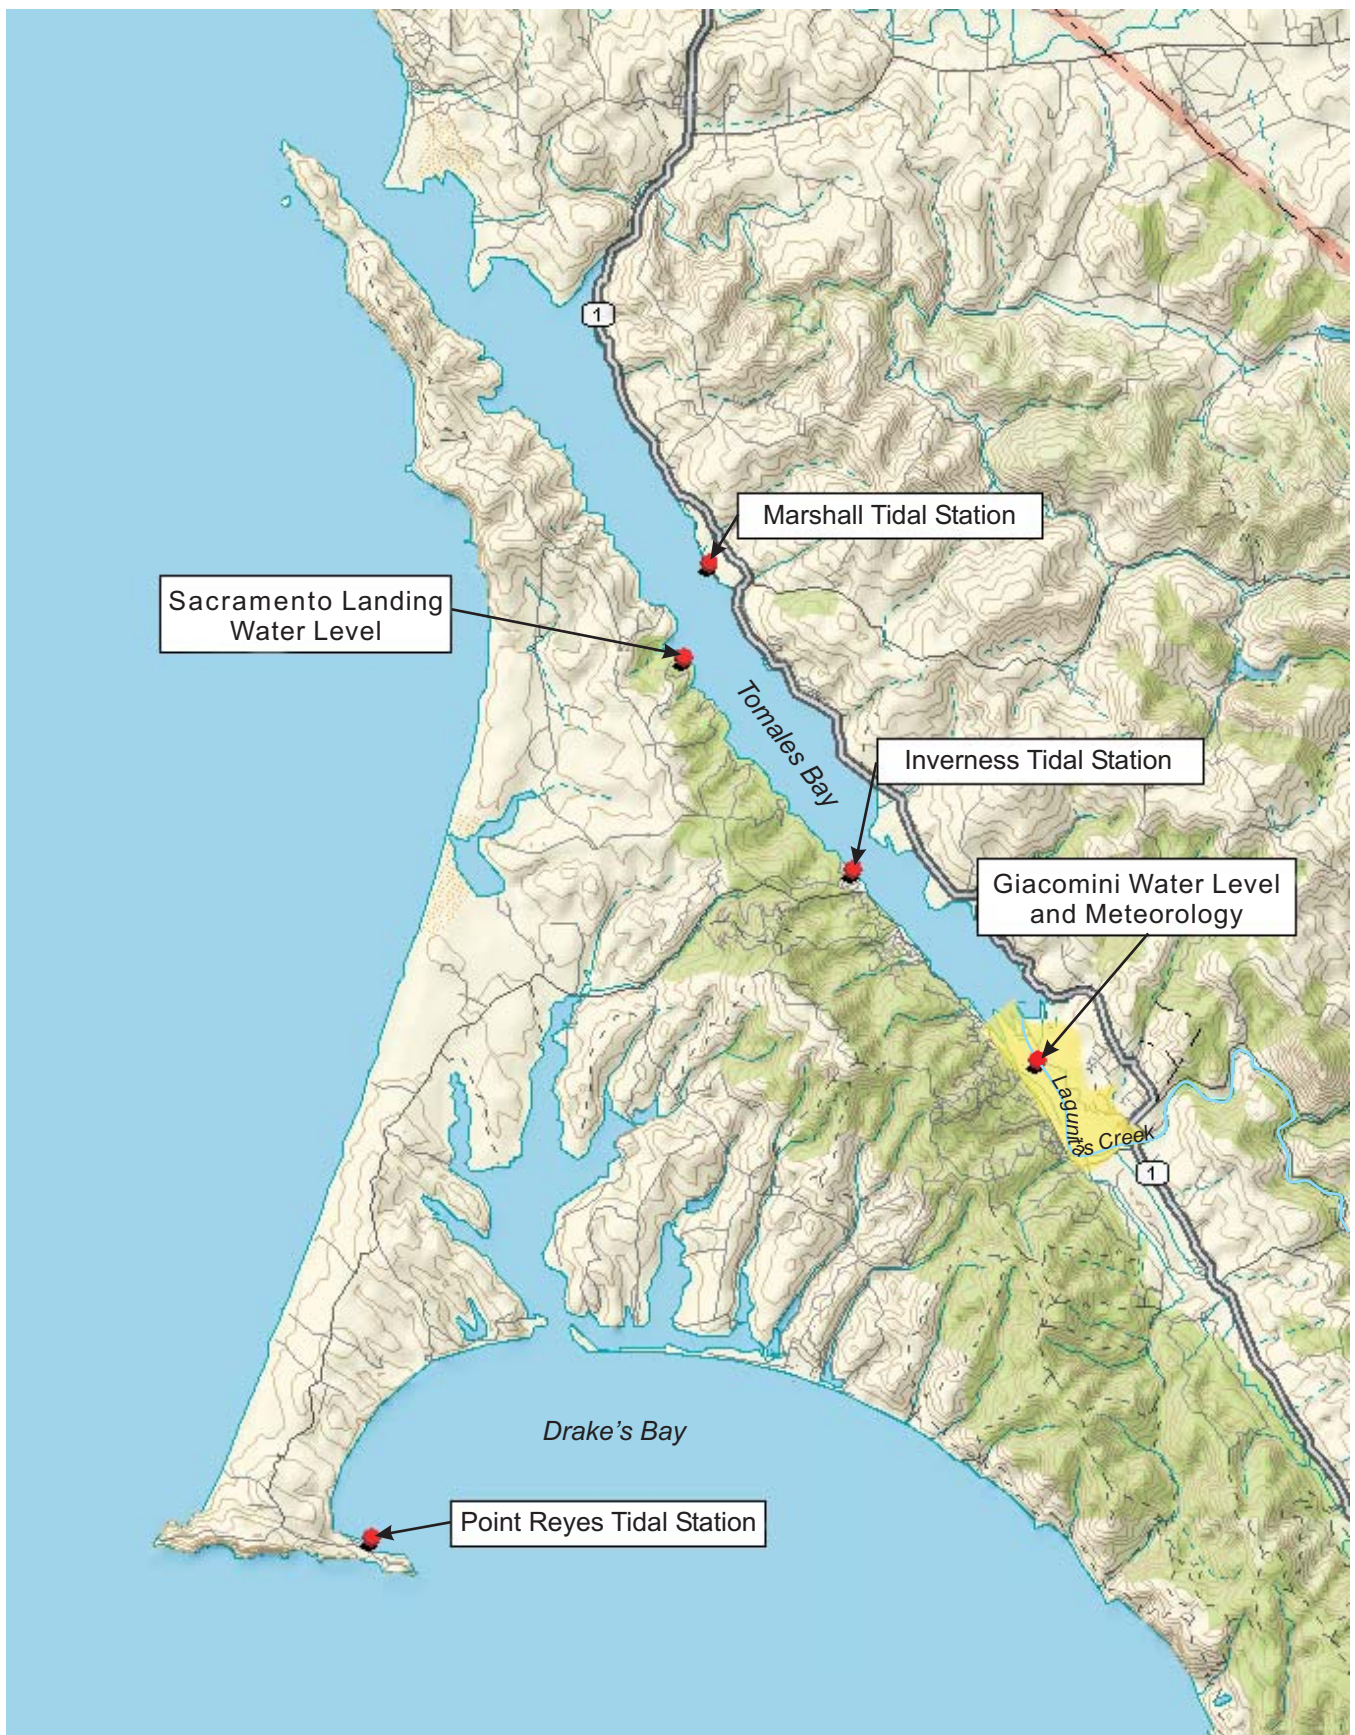 1
Marshall Tidal Station
Sacramento Landing
Water Level
Tomales Bay
Inverness Tidal Station
Giacomini Water Level
and Meteorology
Lagunitas Creek
1
Drake's Bay
Point Reyes Tidal Station